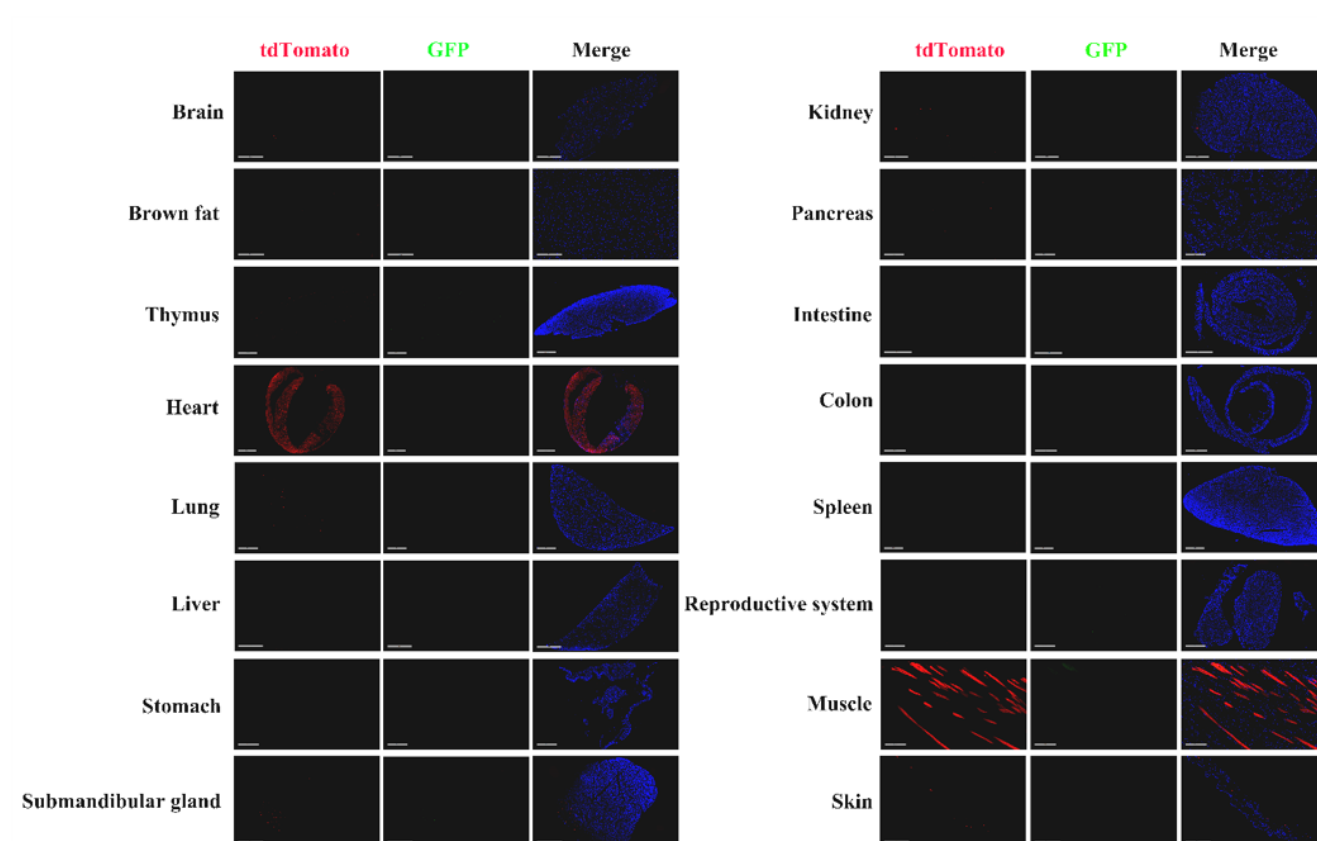 tdTomato GFP Merge tdTomato GFP Merge
Brain Kidney
Brown fat Pancreas
Thymus Intestine
Heart Colon
Lung Spleen
Liver Reproductive system
Stomach Muscle
Submandibular gland Skin